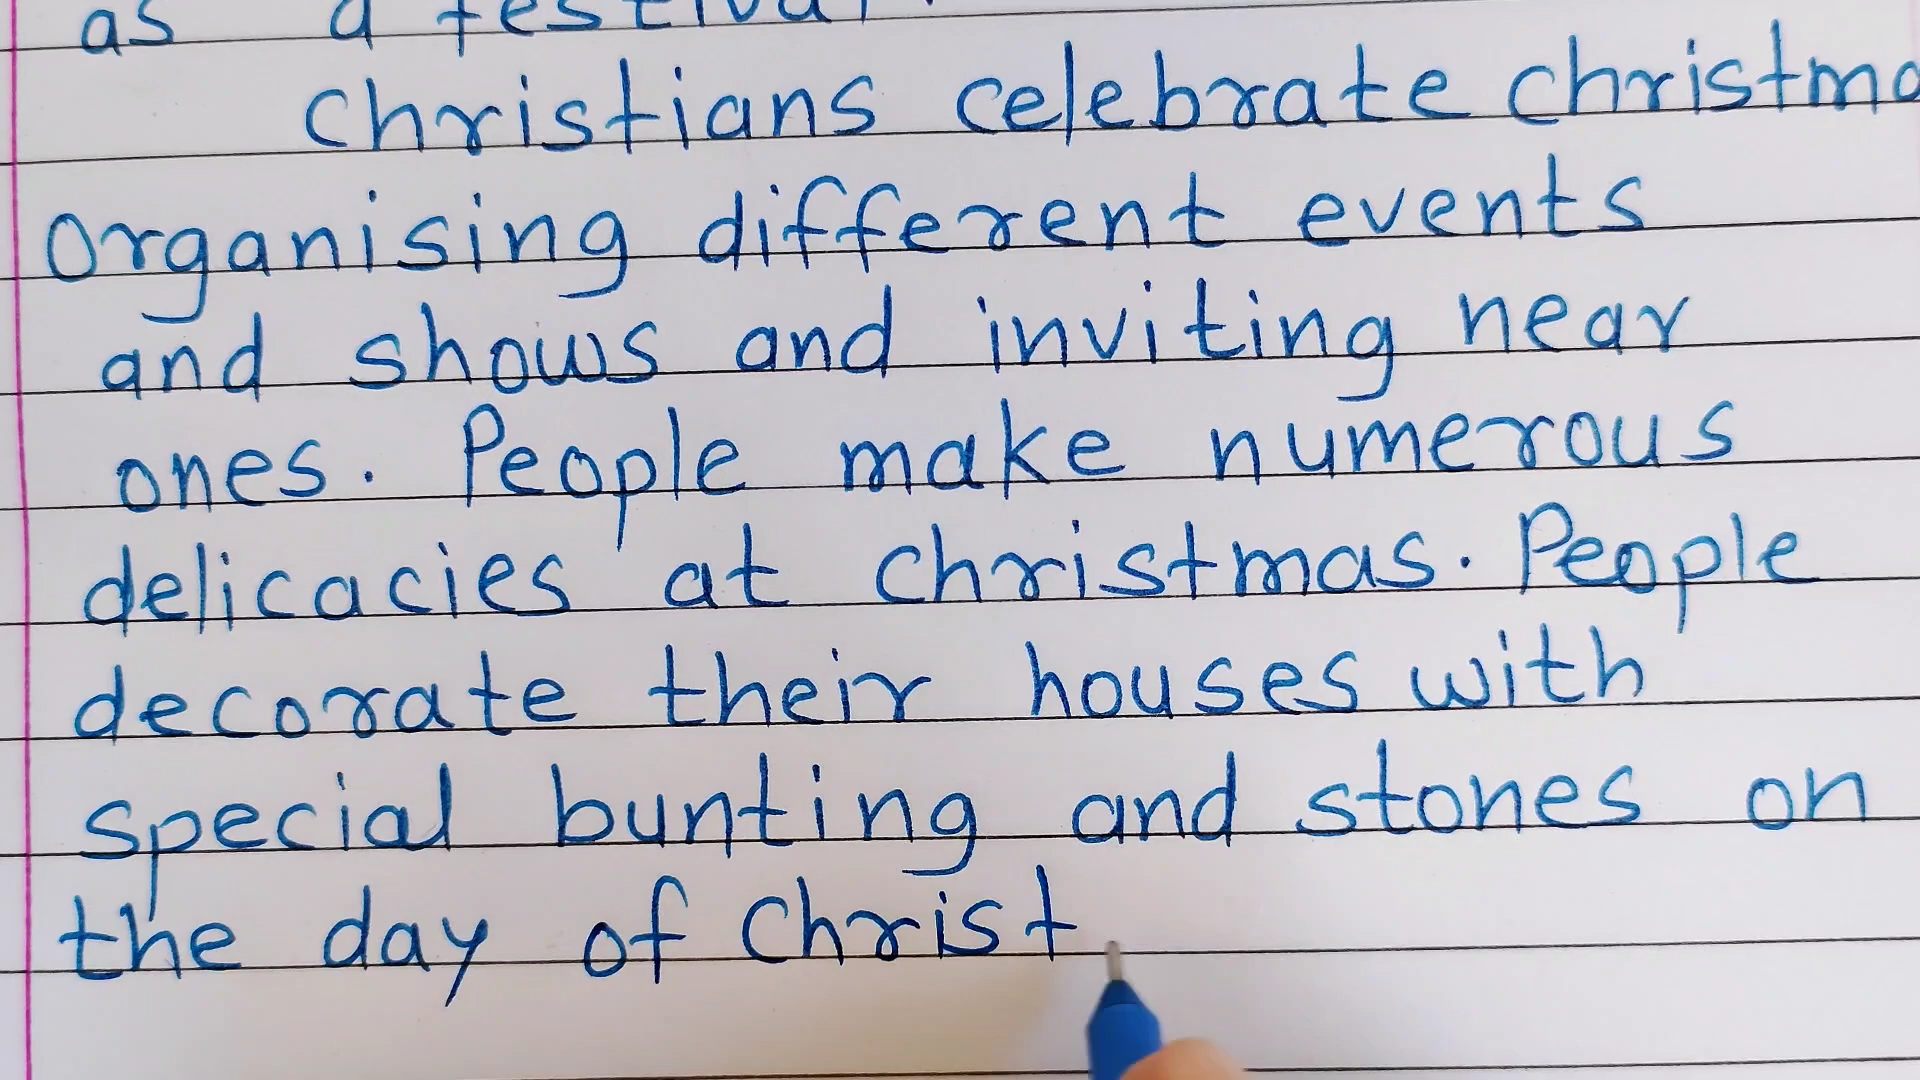 as a festival.
Christians celebrate christma
Organising different events
and shows and inviting near
ones. People make numerous
delicacies at christmas. People
decorate their houses with
special bunting and stones on
the day of Christ